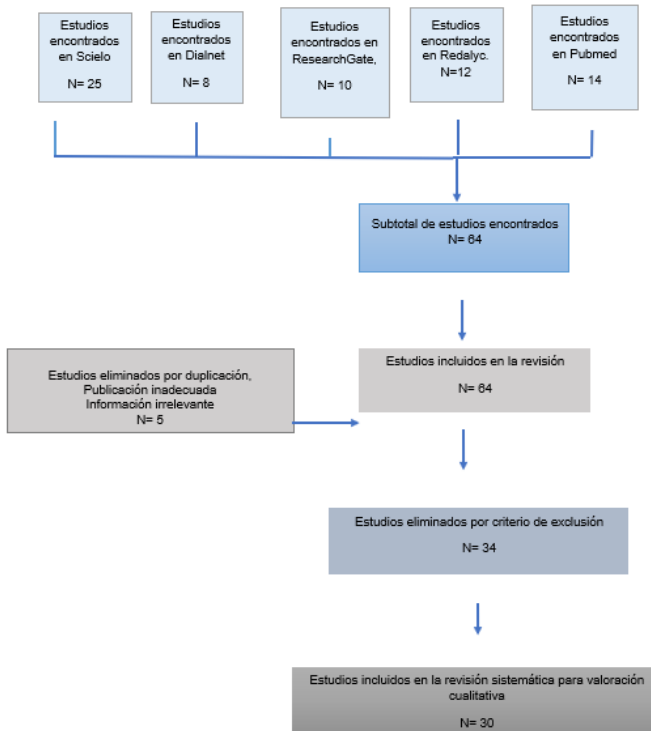 Estudios
encontrados
en Scielo
N= 25
Estudios
encontrados
en Dialnet
N= 8
Estudios
encontrados en
ResearchGate,
N= 10
Estudios
encontrados
en Redalyc.
N=12
Estudios
encontrados
en Pubmed
N= 14
Subtotal de estudios encontrados
N= 64
Estudios eliminados por duplicación,
Publicación inadecuada
Información irrelevante
N= 5
Estudios incluidos en la revisión
N= 64
Estudios eliminados por criterio de exclusión
N= 34
Estudios incluidos en la revisión sistemática para valoración
cualitativa
N= 30